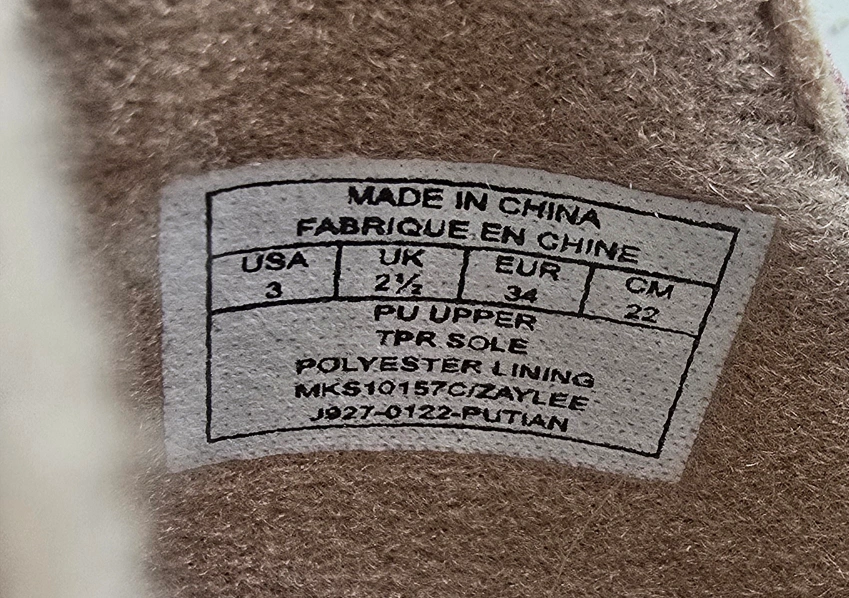 MADE IN CHINA
FABRIQUE EN CHINE
USA UK EUR CM
3 2½ 34 22
PU UPPER
TPR SOLE
POLYESTER LINING
MKS10157C/ZAYLEE
J927-0122-PUTIAN